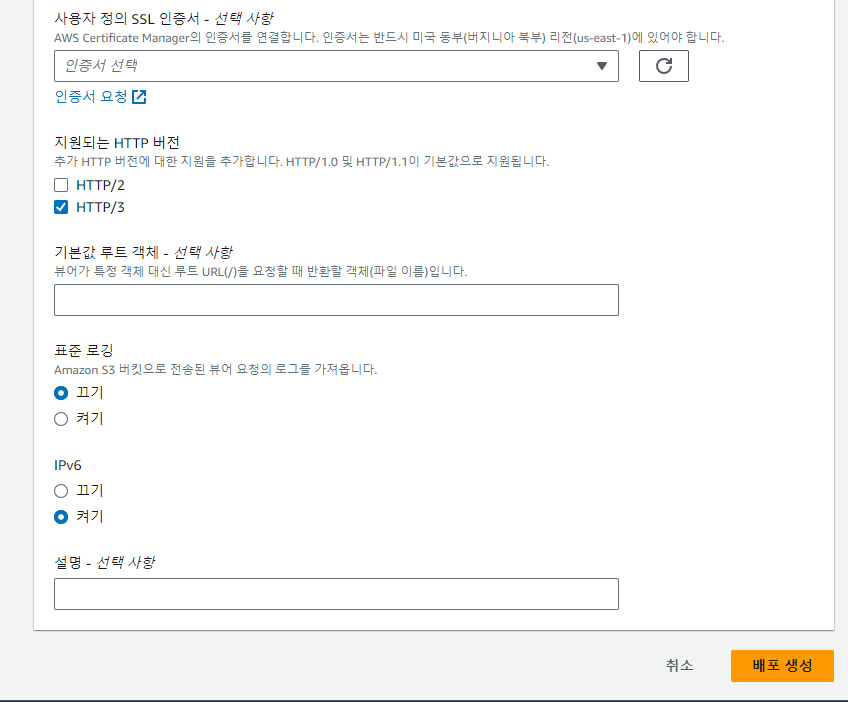 사용자 정의 SSL 인증서 - 선택 사항
AWS Certificate Manager의 인증서를 연결합니다. 인증서는 반드시 미국 동부(버지니아 북부) 리전(us-east-1)에 있어야 합니다.
인증서 선택
인증서 요청
지원되는 HTTP 버전
추가 HTTP 버전에 대한 지원을 추가합니다. HTTP/1.0 및 HTTP/1.1이 기본값으로 지원됩니다.
HTTP/2
HTTP/3
기본값 루트 객체 - 선택 사항
뷰어가 특정 객체 대신 루트 URL(/)을 요청할 때 반환할 객체(파일 이름)입니다.
표준 로깅
Amazon S3 버킷으로 전송된 뷰어 요청의 로그를 가져옵니다.
끄기
켜기
IPv6
끄기
켜기
설명 - 선택 사항
취소
배포 생성